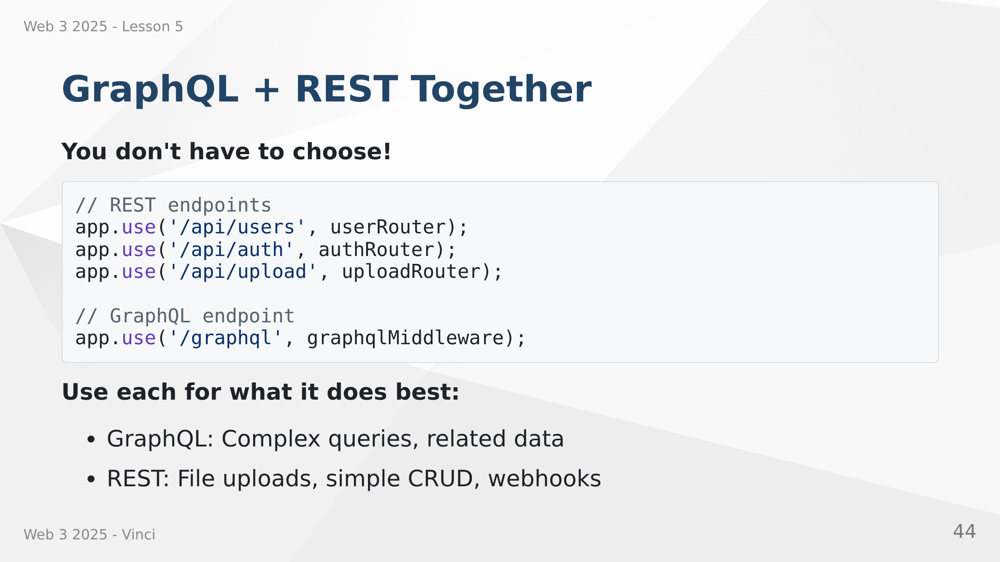 Web 3 2025 - Lesson 5
GraphQL + REST Together
You don't have to choose!
// REST endpoints
app.use('/api/users', userRouter);
app.use('/api/auth', authRouter);
app.use('/api/upload', uploadRouter);
// GraphQL endpoint
app.use('/graphql', graphqlMiddleware);
Use each for what it does best:
• GraphQL: Complex queries, related data
• REST: File uploads, simple CRUD, webhooks
Web 3 2025 - Vinci
44